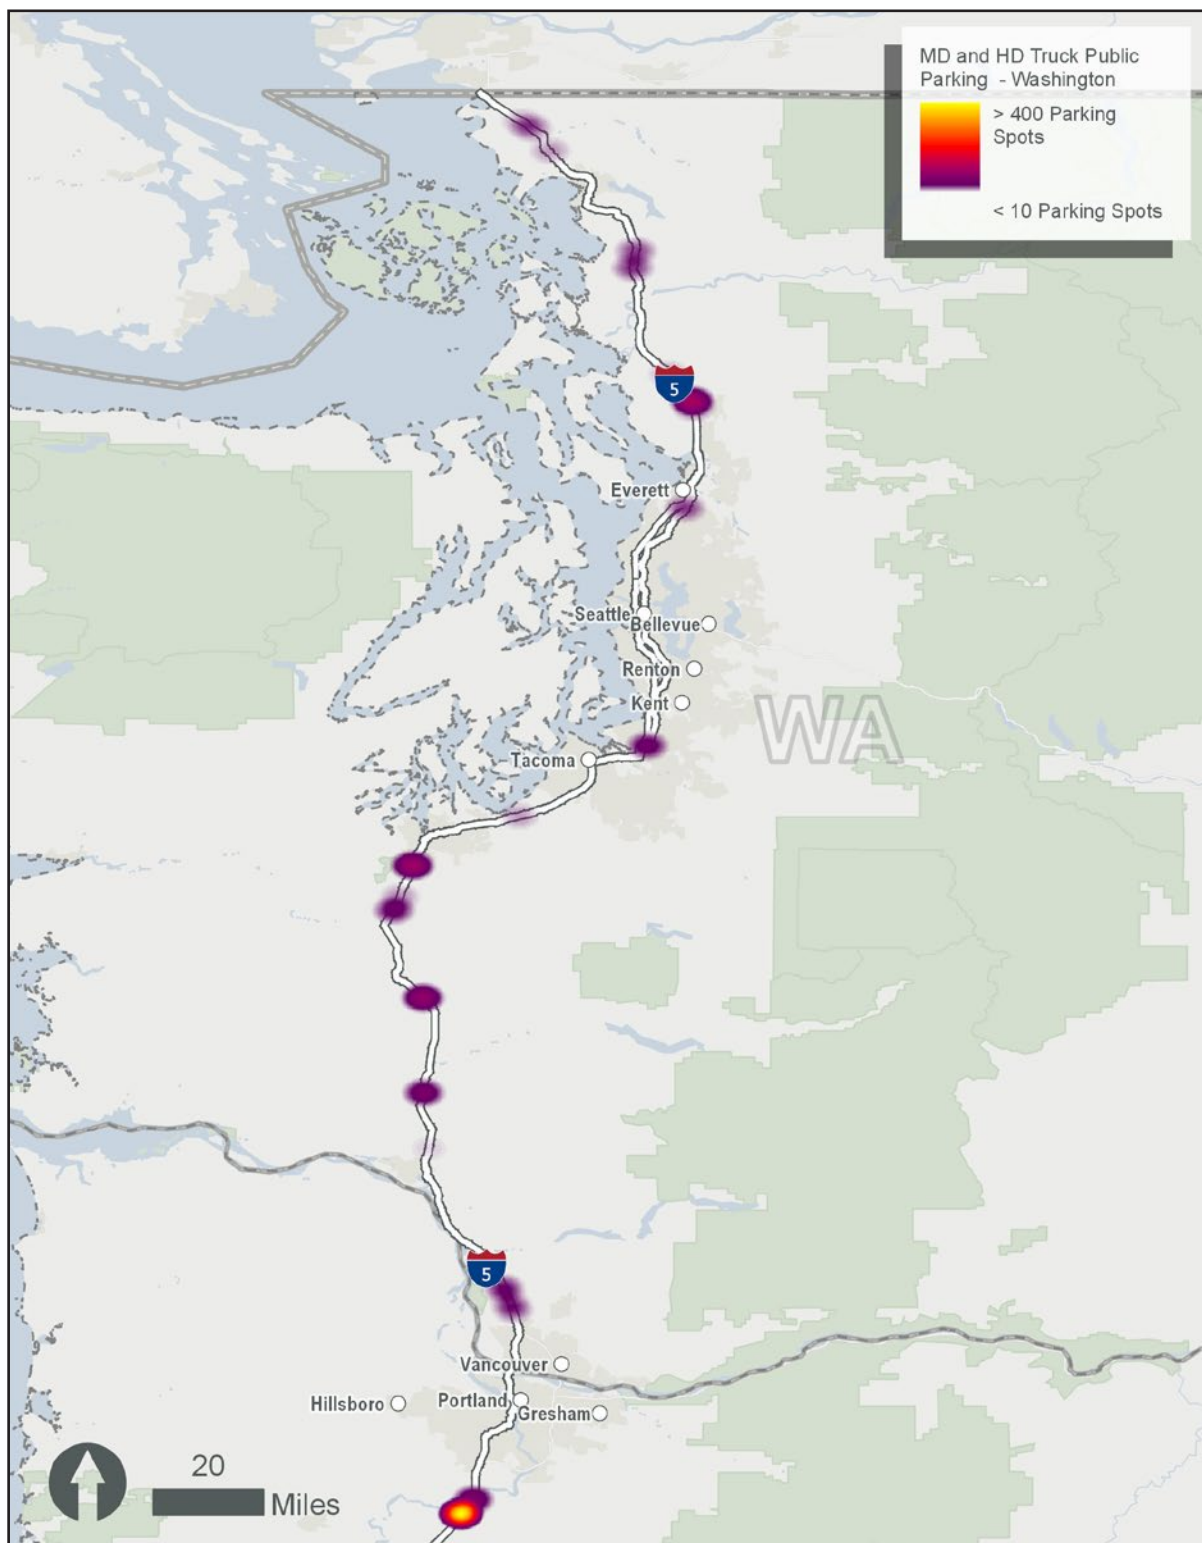 MD and HD Truck Public
Parking - Washington
> 400 Parking
Spots
< 10 Parking Spots
5
Everett
Seattle
Bellevue
Renton
Kent
WA
Tacoma
5
Vancouver
Hillsboro
Portland
Gresham
20
Miles